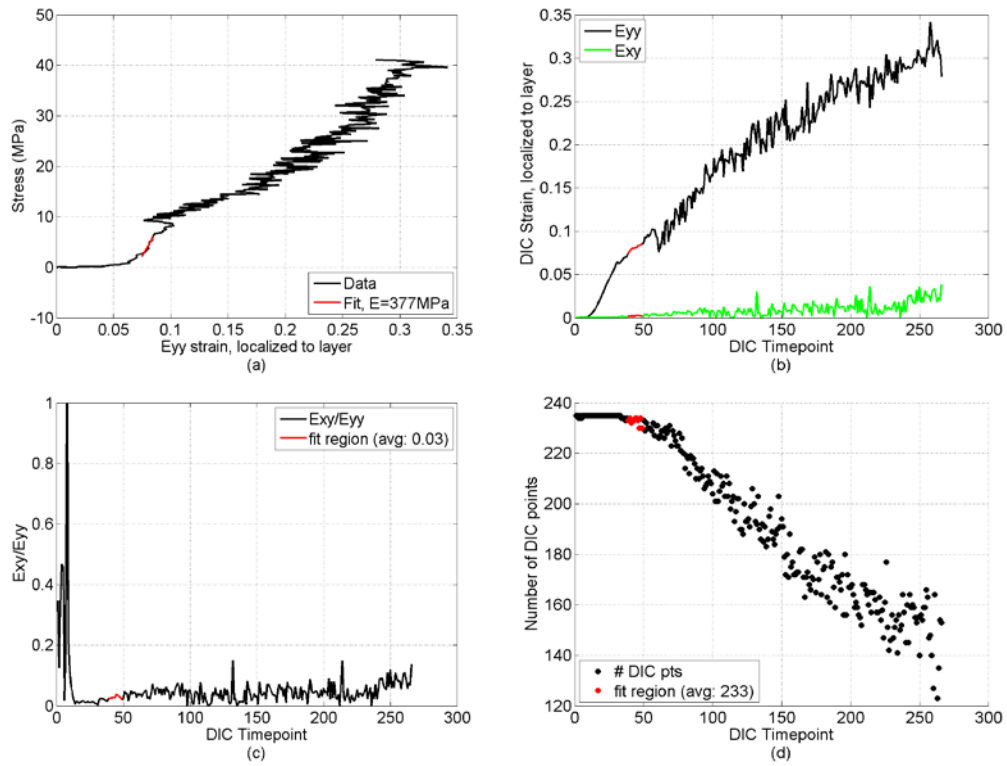 50
40
30
20
10
0
-10
Stress (MPa)
0
0.05
0.1
0.15
0.2
0.25
0.3
0.35
Eyy strain, localized to layer
(a)
Data
Fit, E=377MPa
0.35
0.3
0.25
0.2
0.15
0.1
0.05
0
DIC Strain, localized to layer
Eyy
Exy
0
50
100
150
200
250
300
DIC Timepoint
(b)
1
0.8
0.6
0.4
0.2
0
Exy/Eyy
Exy/Eyy
fit region (avg: 0.03)
0
50
100
150
200
250
300
DIC Timepoint
(c)
240
220
200
180
160
140
120
Number of DIC points
# DIC pts
fit region (avg: 233)
0
50
100
150
200
250
300
DIC Timepoint
(d)